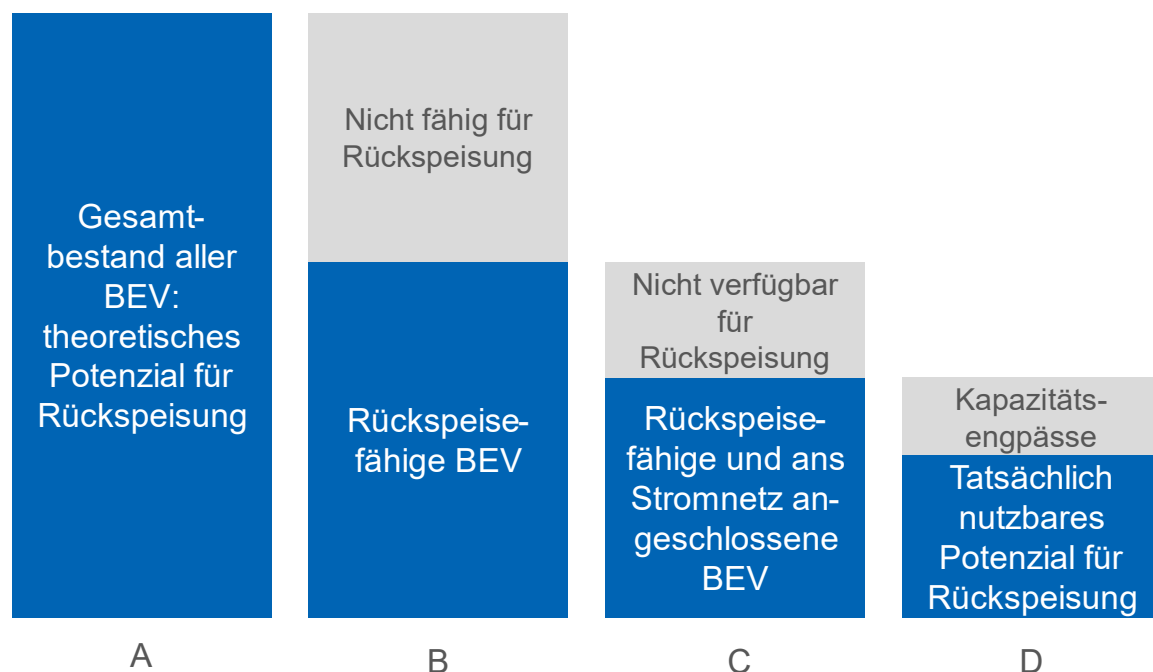 Gesamt-
bestand aller
BEV:
theoretisches
Potenzial für
Rückspeisung
A
Nicht fähig für
Rückspeisung
Rückspeise-
fähige BEV
B
Nicht verfügbar
für
Rückspeisung
Rückspeise-
fähige und ans
Stromnetz an-
geschlossene
BEV
C
Kapazitäts-
engpässe
Tatsächlich
nutzbares
Potenzial für
Rückspeisung
D